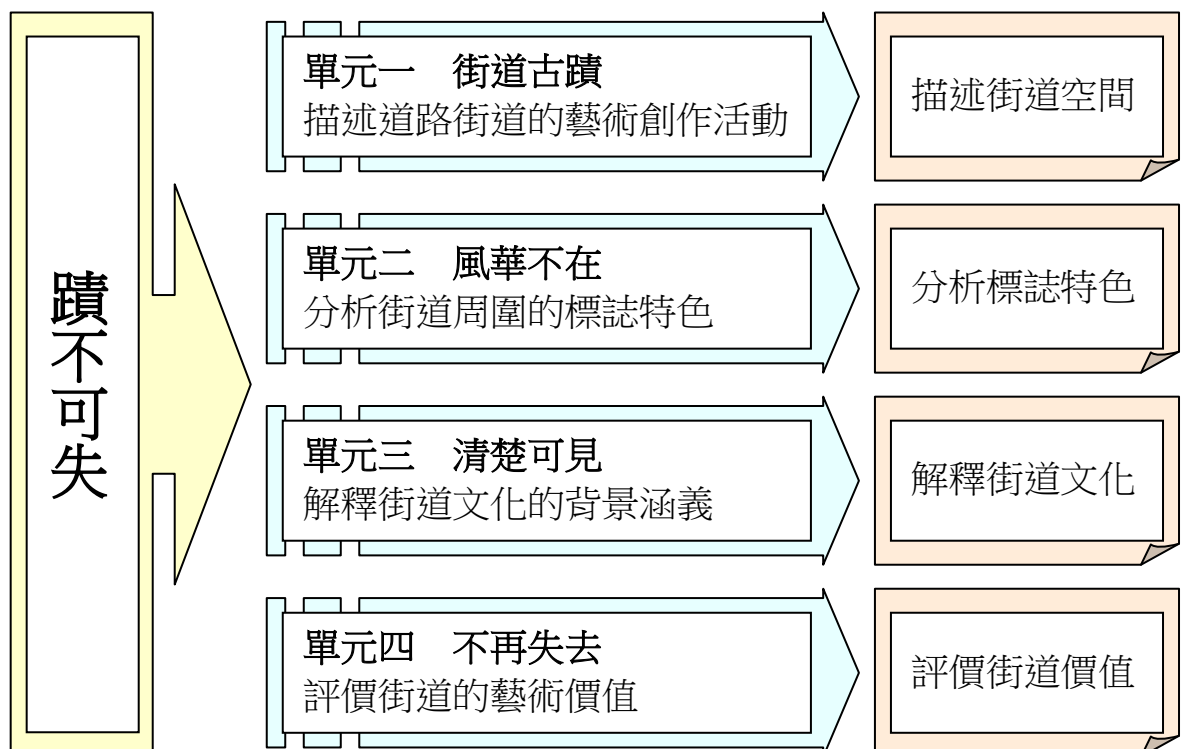 蹟不可失
單元一　街道古蹟
描述道路街道的藝術創作活動
描述街道空間
單元二　風華不在
分析街道周圍的標誌特色
分析標誌特色
單元三　清楚可見
解釋街道文化的背景涵義
解釋街道文化
單元四　不再失去
評價街道的藝術價值
評價街道價值